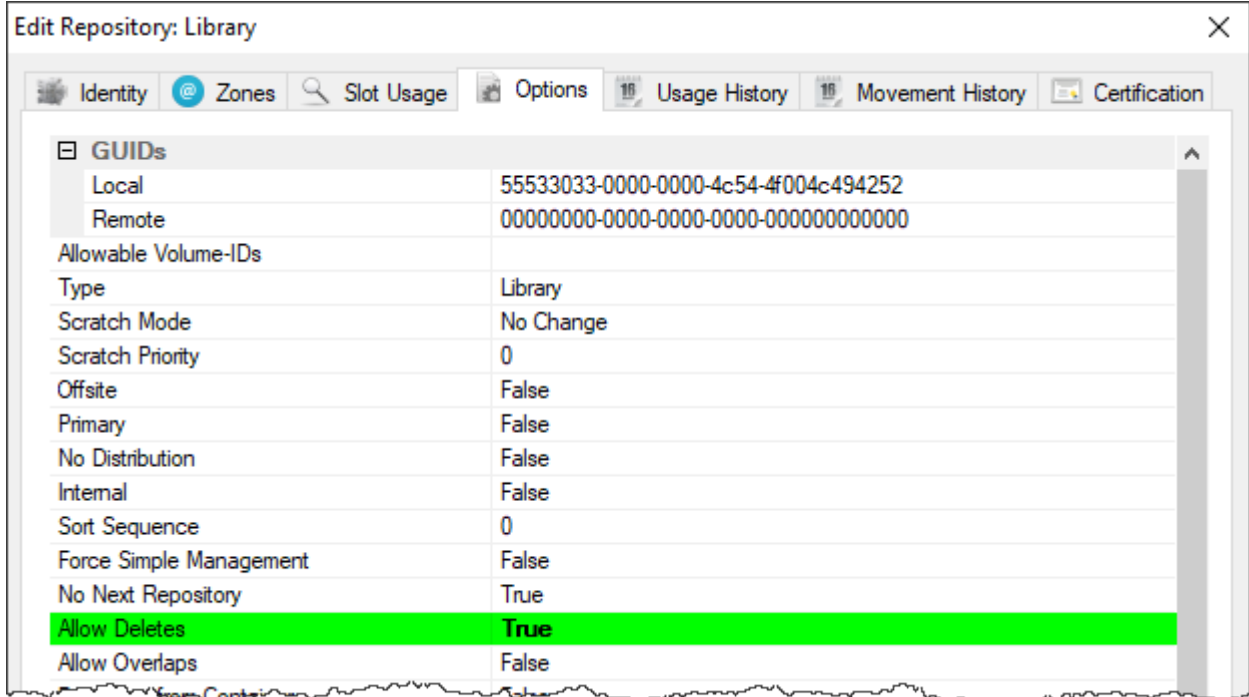 Edit Repository: Library
Identity Zones Slot Usage Options Usage History Movement History Certification
GUIDs
Local 55533033-0000-0000-4c54-4f004c494252
Remote 00000000-0000-0000-0000-000000000000
Allowable Volume-IDs
Type Library
Scratch Mode No Change
Scratch Priority 0
Offsite False
Primary False
No Distribution False
Internal False
Sort Sequence 0
Force Simple Management False
No Next Repository True
Allow Deletes True
Allow Overlaps False